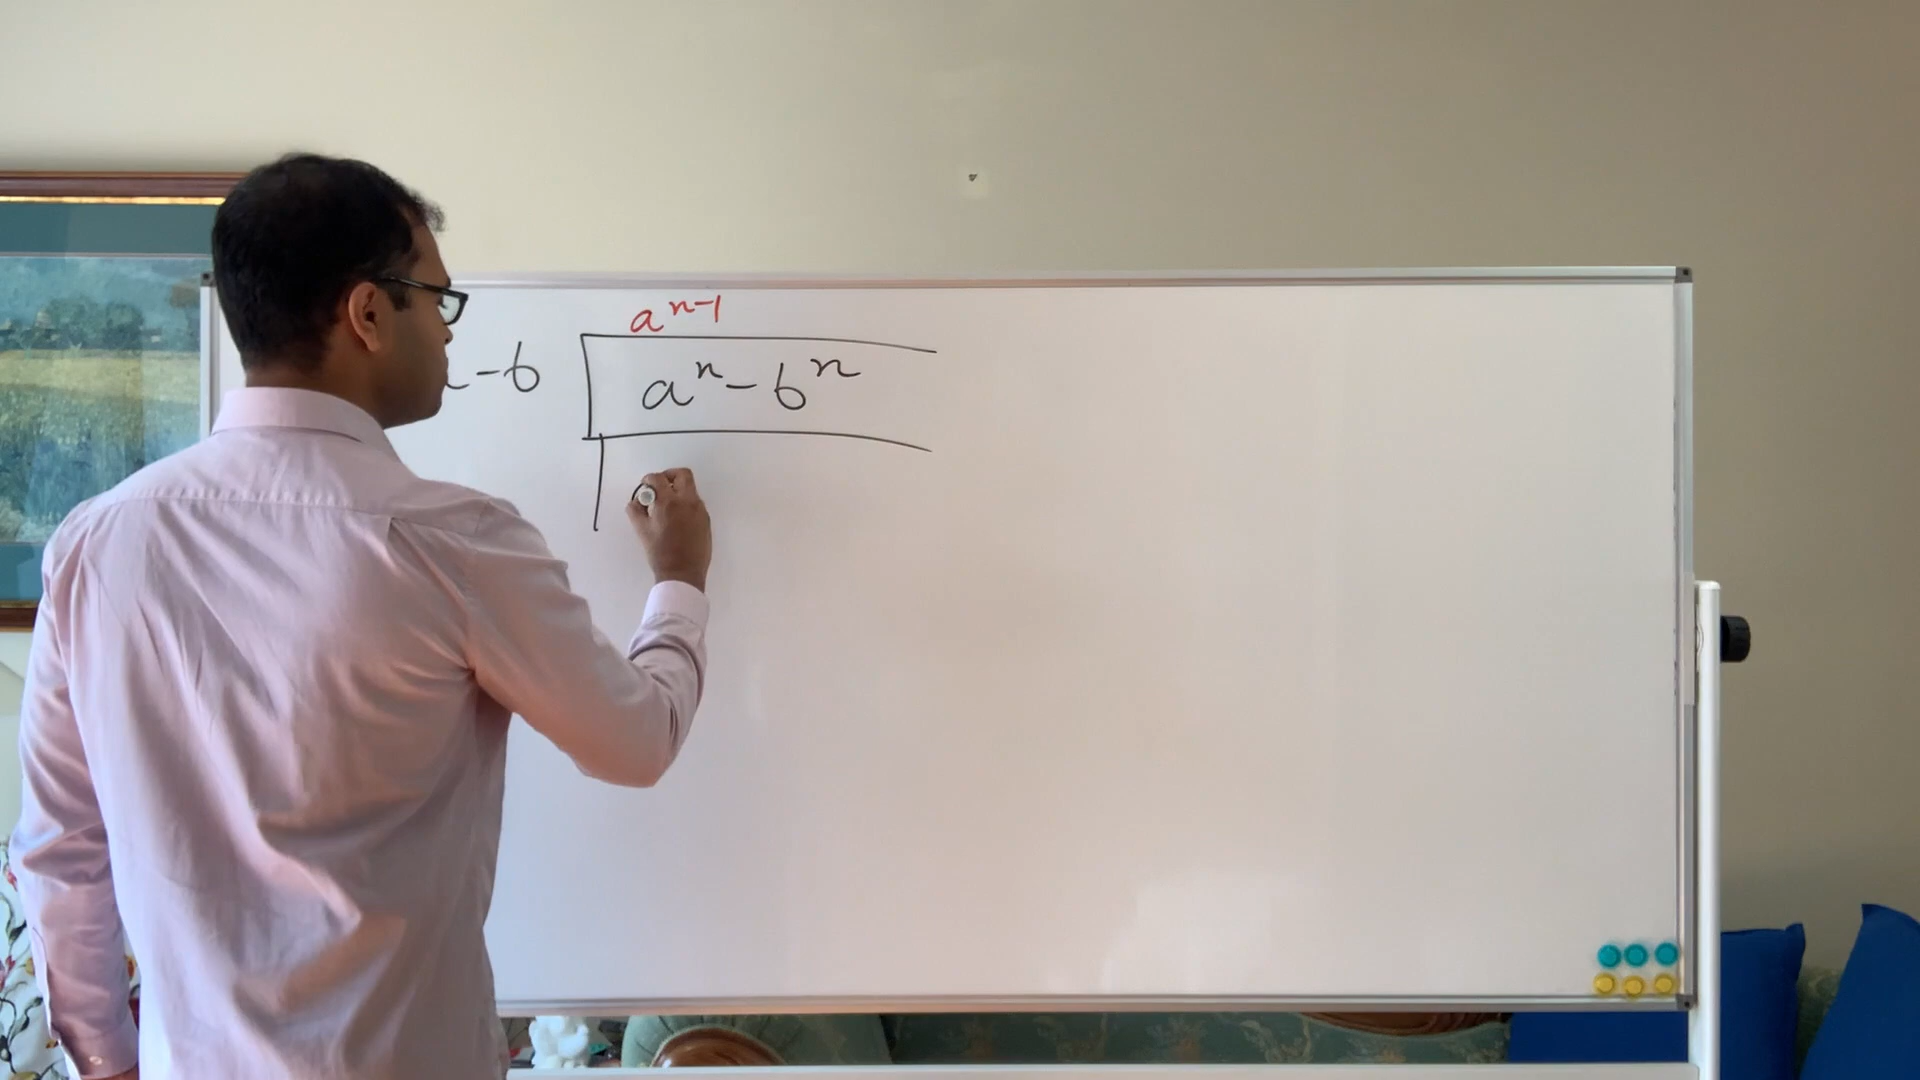 a^{n-1}
-b
a^n - b^n